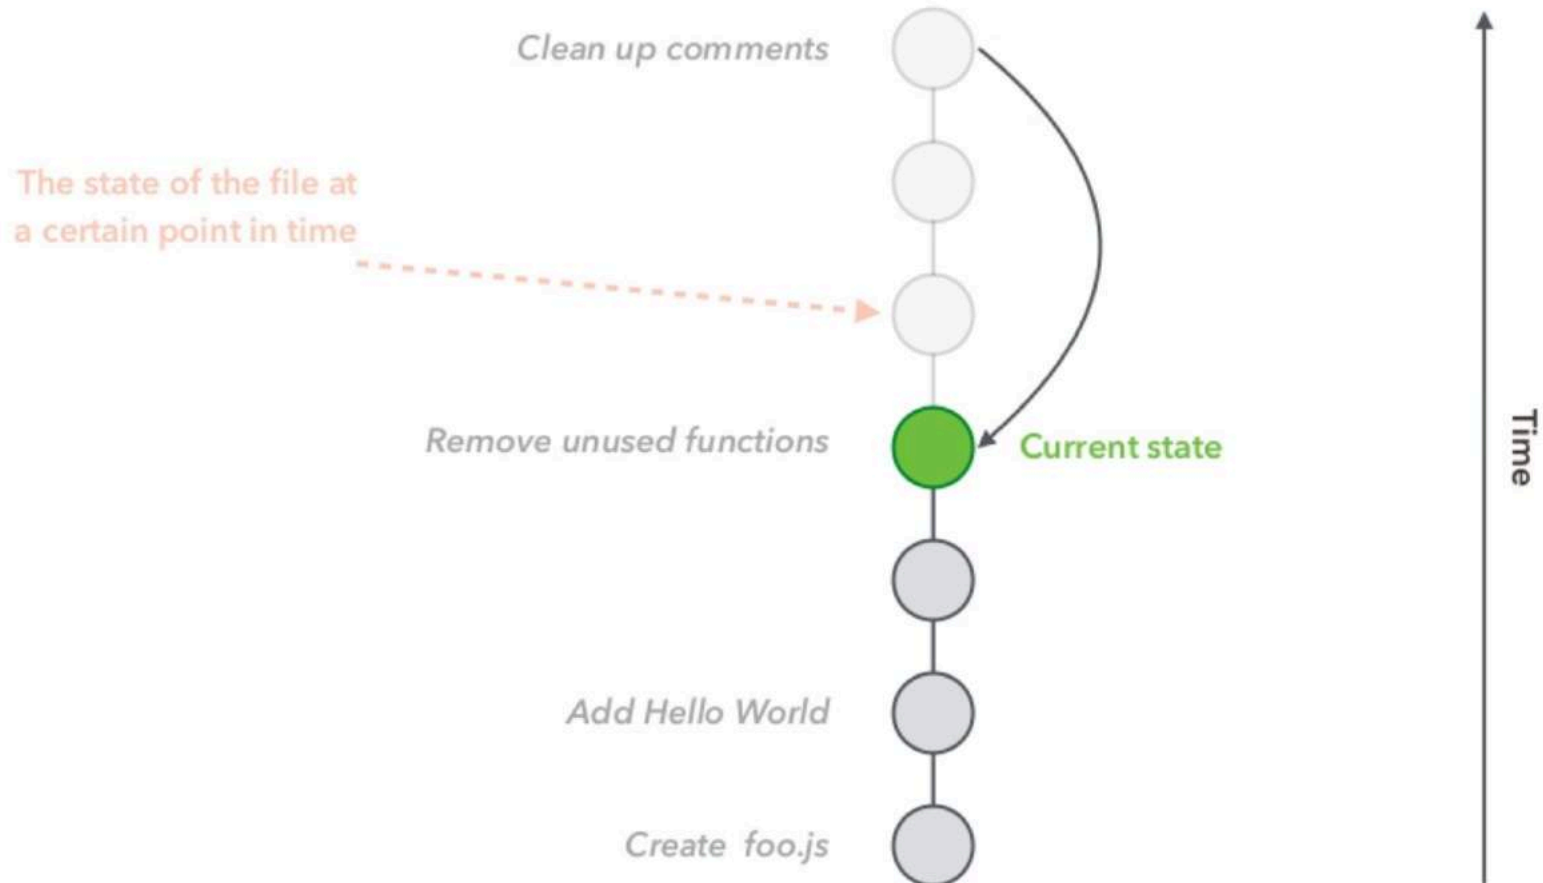 Clean up comments
The state of the file at
a certain point in time
Remove unused functions
Current state
Time
Add Hello World
Create foo.js